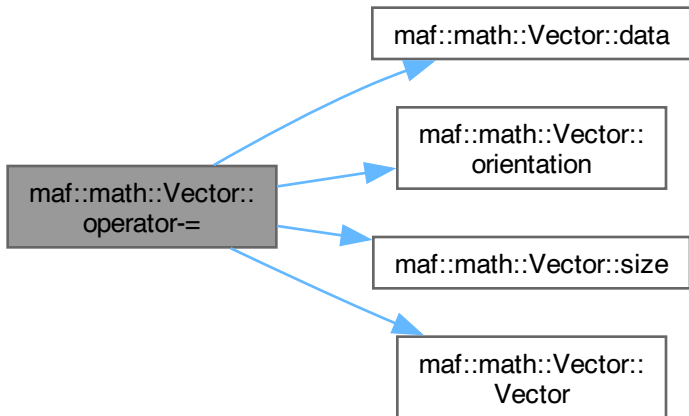 maf::math::Vector::data
maf::math::Vector::
orientation
maf::math::Vector::
operator-=
maf::math::Vector::size
maf::math::Vector::
Vector